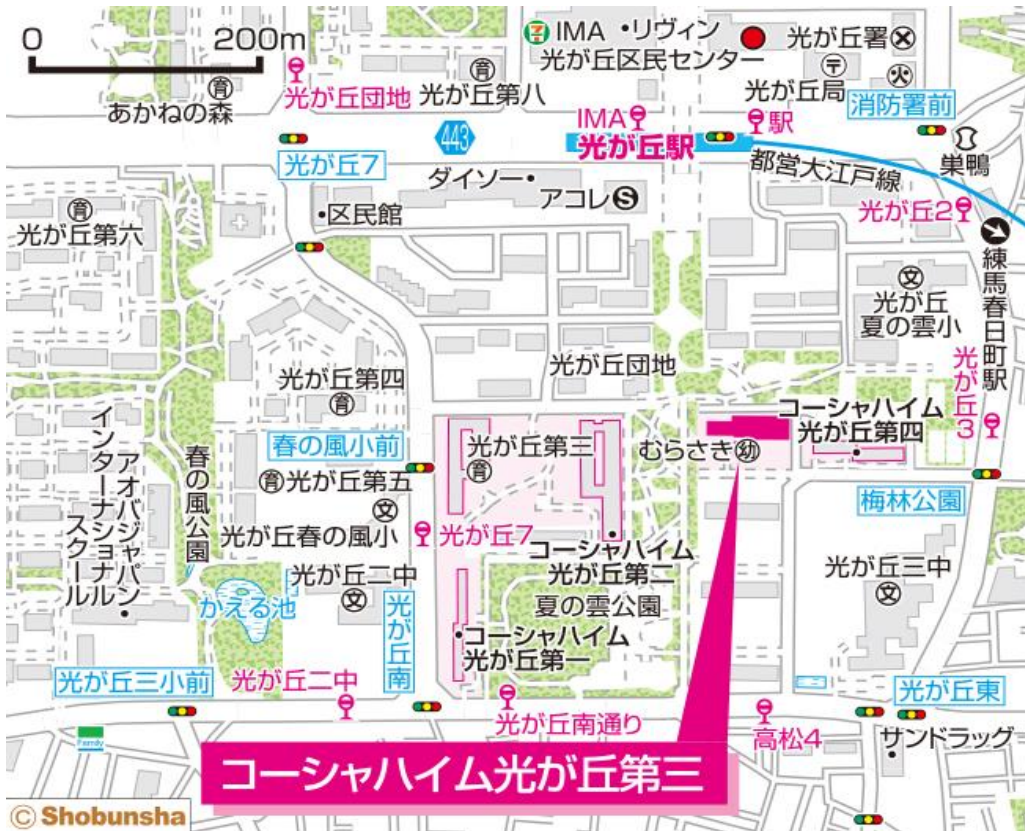 0 200m
IMA
・リヴィン
光が丘区民センター
光が丘署
光が丘局
消防署前
育
あかねの森
光が丘団地
育
光が丘第八
IMA
光が丘駅
駅
巣鴨
443
光が丘7
都営大江戸線
ダイソー・
アコレ
S
・区民館
光が丘2
育
光が丘第六
練馬春日町駅
文
光が丘
夏の雲小
光が丘団地
光が丘3
光が丘第四
育
コーシャハイム
光が丘第四
春の風小前
光が丘第三
育
むらさき
幼
育
光が丘第五
梅林公園
アオバジャパン・
インターナショナル
スクール
春の風公園
文
光が丘春の風小
光が丘7
コーシャハイム
光が丘第二
光が丘三中
文
光が丘二中
文
かえる池
夏の雲公園
光が丘南
・コーシャハイム
光が丘第一
光が丘三小前
光が丘二中
光が丘東
光が丘南通り
高松4
サンドラッグ
Family
コーシャハイム光が丘第三
© Shobunsha